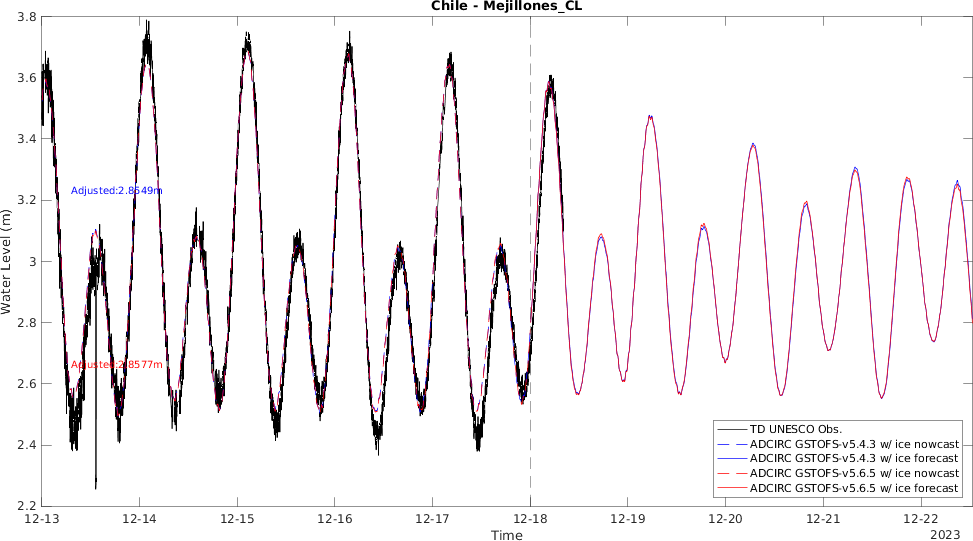 Chile - Mejillones_CL
3.8
3.6
3.4
3.2
3
2.8
2.6
2.4
2.2
Water Level (m)
Adjusted:2.8549m
Adjusted:2.8577m
TD UNESCO Obs.
ADCIRC GSTOFS-v5.4.3 w/ ice nowcast
ADCIRC GSTOFS-v5.4.3 w/ ice forecast
ADCIRC GSTOFS-v5.6.5 w/ ice nowcast
ADCIRC GSTOFS-v5.6.5 w/ ice forecast
12-13 12-14 12-15 12-16 12-17 12-18 12-19 12-20 12-21 12-22
Time
2023